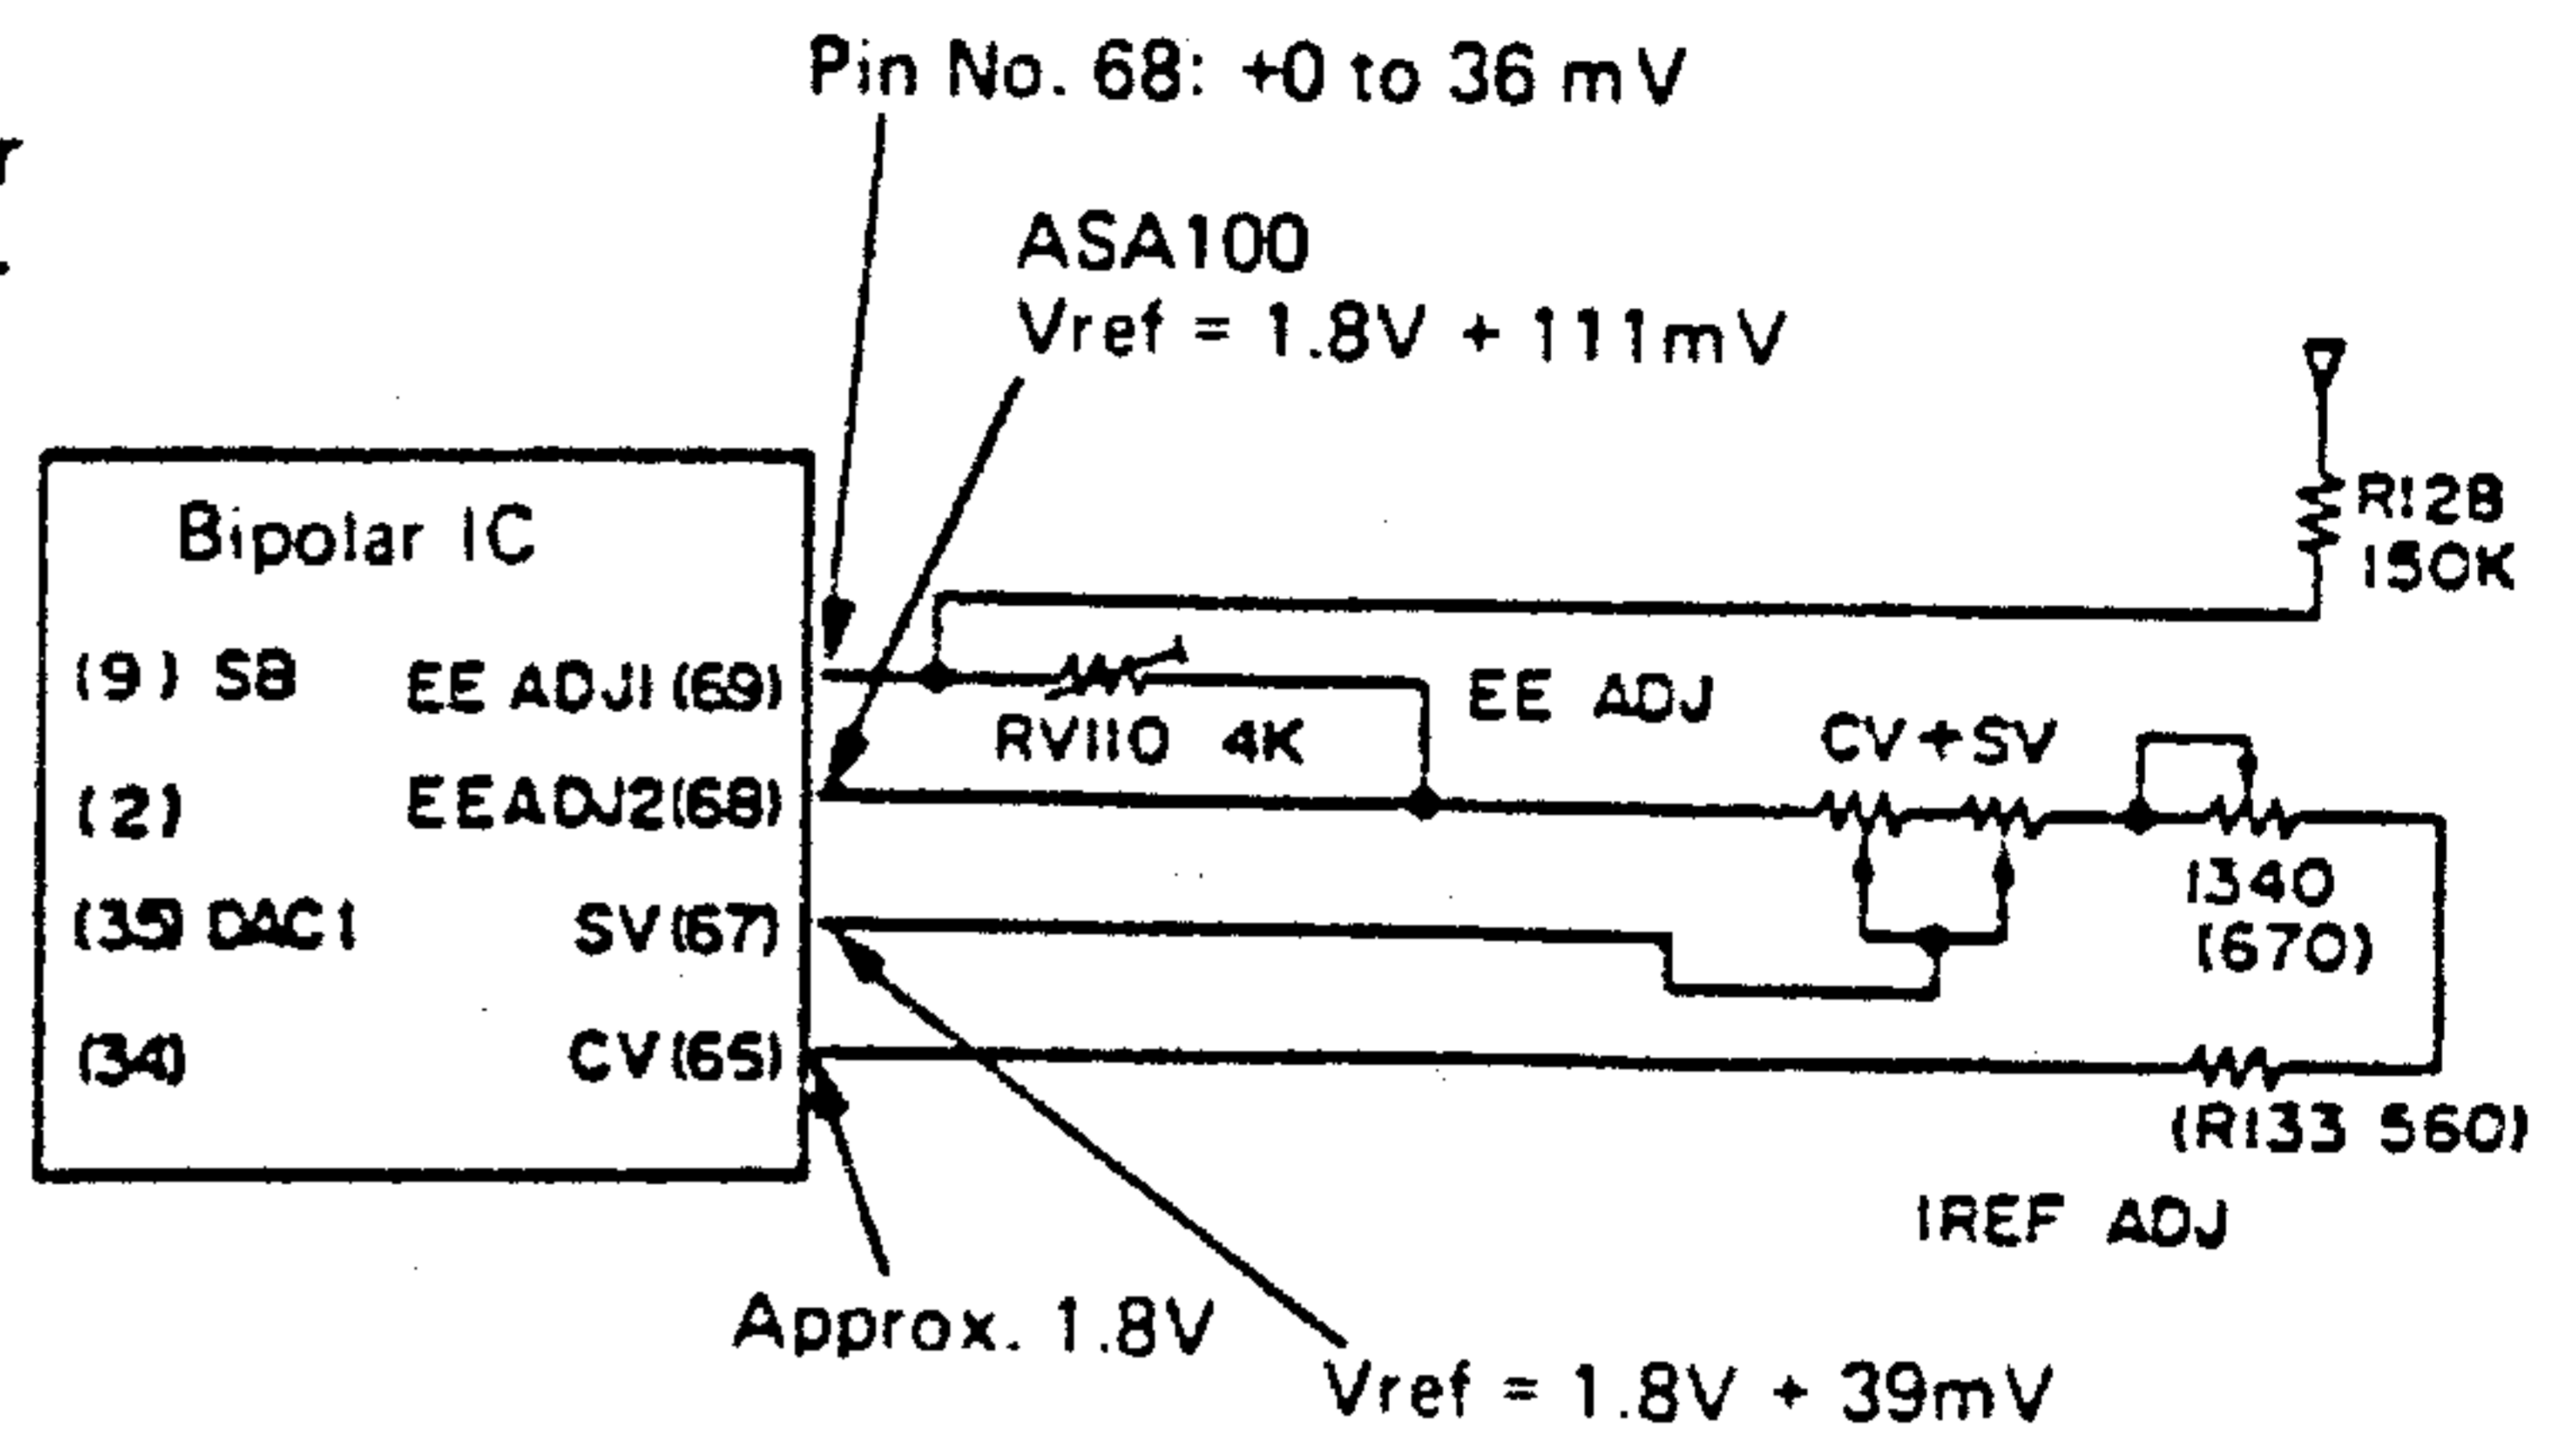 r
Pin No. 68: +0 to 36 mV
ASA100
Vref = 1.8V + 111mV
R128
150K
Bipolar IC
(9) SB
EE ADJ1 (69)
RV110 4K
EE ADJ
CV+SV
(2)
EEADJ2(68)
1340
(670)
(35) DAC1
SV(67)
(34)
CV(65)
(R133 560)
IREF ADJ
Approx. 1.8V
Vref = 1.8V + 39mV